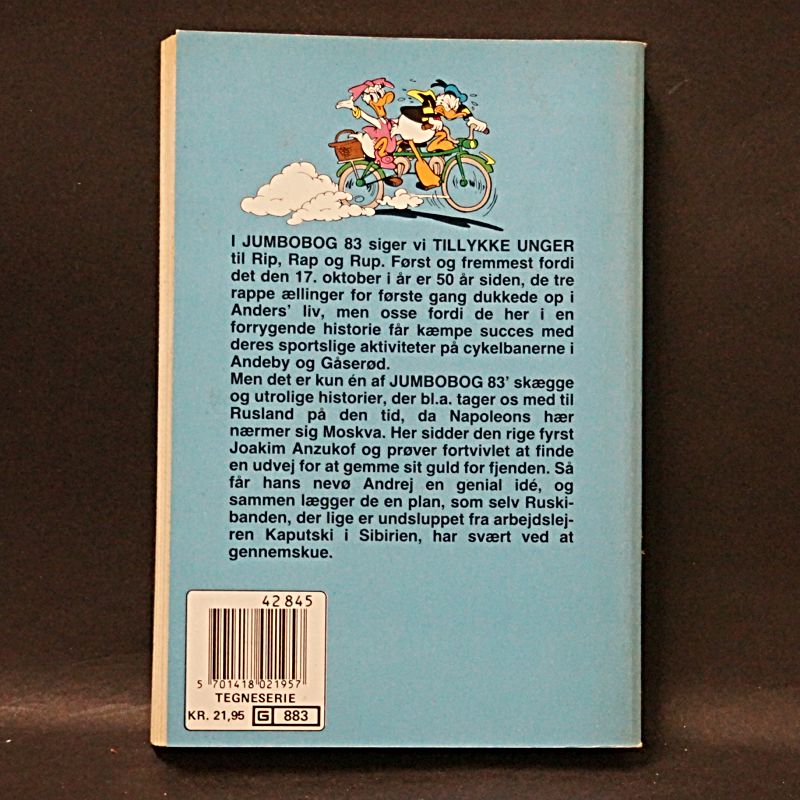 I JUMBOBOG 83 siger vi TILLYKKE UNGER
til Rip, Rap og Rup. Først og fremmest fordi
det den 17. oktober i år er 50 år siden, de tre
rappe ællinger for første gang dukkede op i
Anders' liv, men osse fordi de her i en
forrygende historie får kæmpe succes med
deres sportslige aktiviteter på cykelbanerne i
Andeby og Gåserød.
Men det er kun én af JUMBOBOG 83' skægge
og utrolige historier, der bl.a. tager os med til
Rusland på den tid, da Napoleons hær
nærmer sig Moskva. Her sidder den rige fyrst
Joakim Anzukof og prøver fortvivlet at finde
en udvej for at gemme sit guld for fjenden. Så
får hans nevø Andrej en genial idé, og
sammen lægger de en plan, som selv Ruski-
banden, der lige er undsluppet fra arbejdslej-
ren Kaputski i Sibirien, har svært ved at
gennemskue.
42 845
5 701418 021957
TEGNESERIE
KR. 21,95 G 883